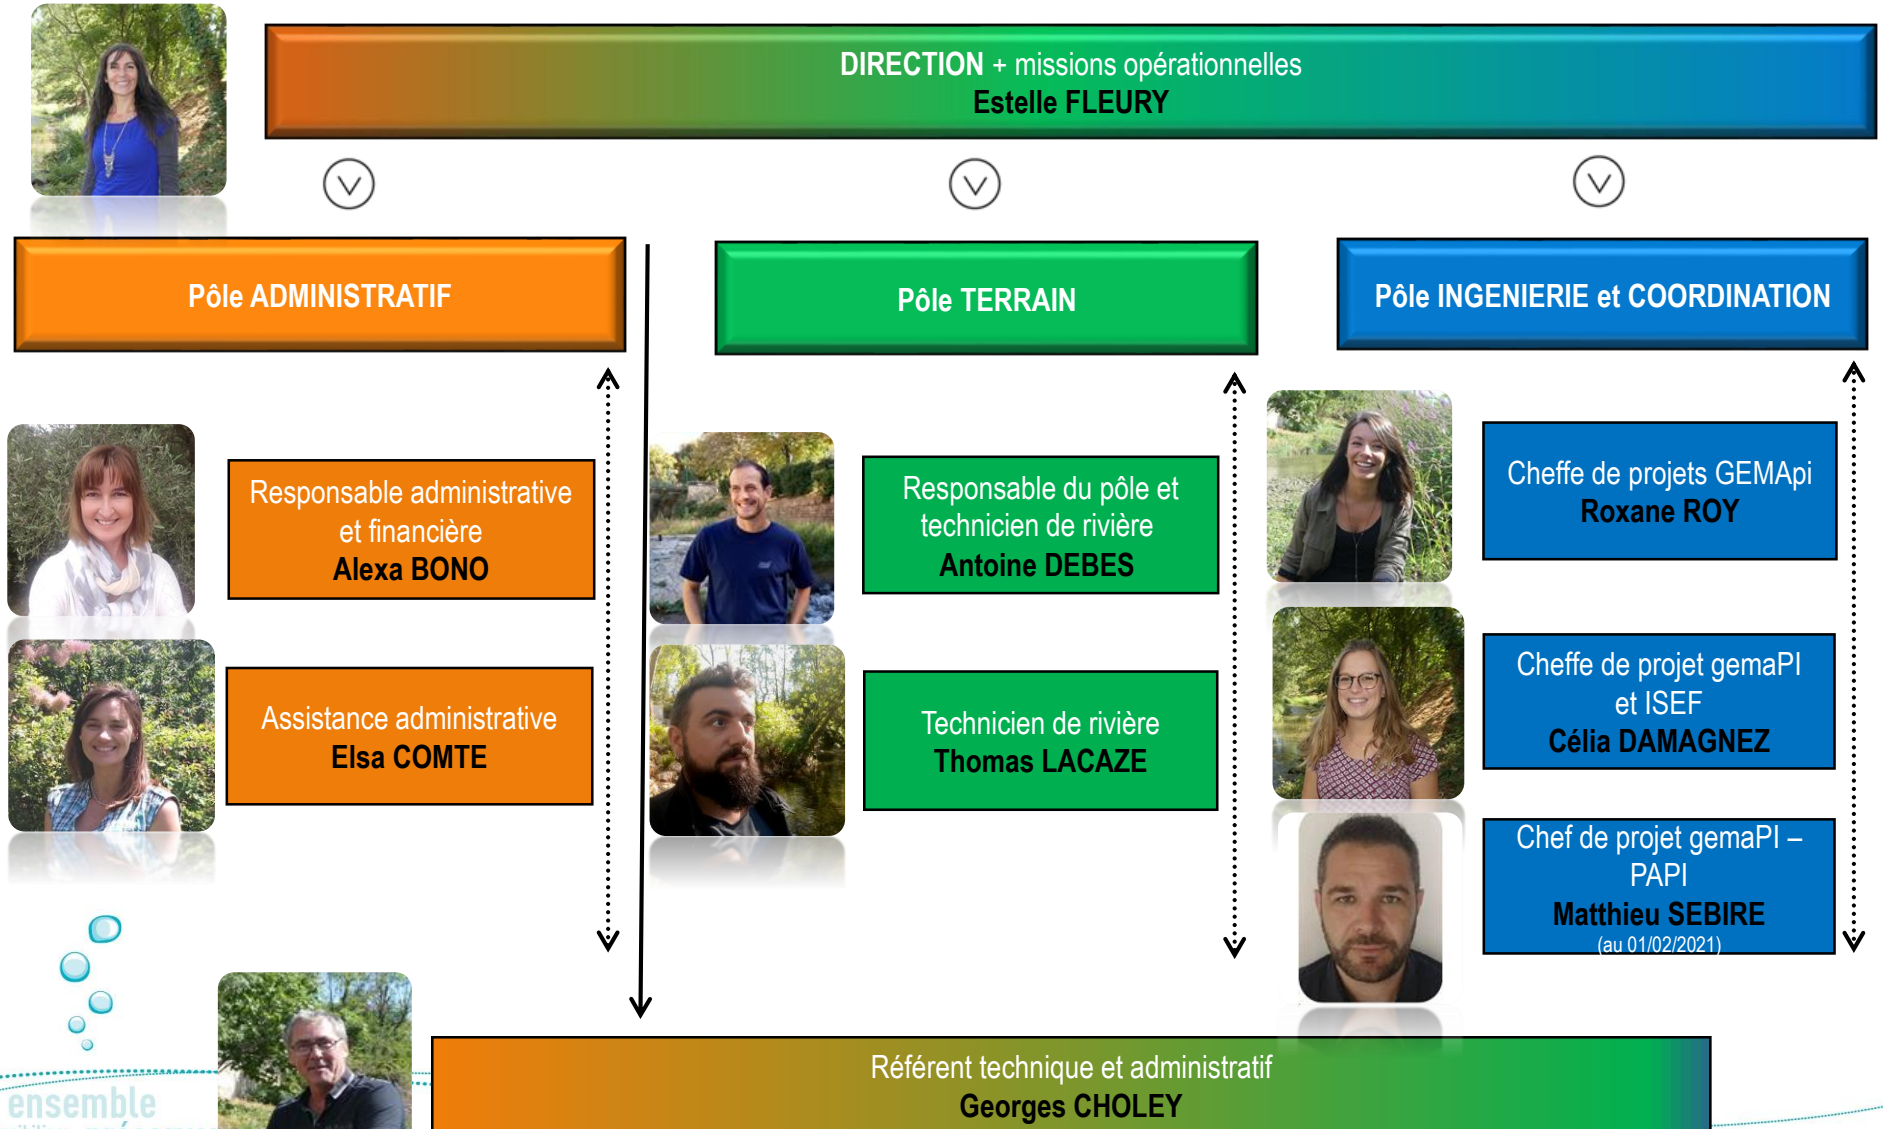 DIRECTION + missions opérationnelles
Estelle FLEURY
Pôle ADMINISTRATIF
Pôle TERRAIN
Pôle INGENIERIE et COORDINATION
Responsable administrative
et financière
Alexa BONO
Assistance administrative
Elsa COMTE
Responsable du pôle et
technicien de rivière
Antoine DEBES
Technicien de rivière
Thomas LACAZE
Cheffe de projets GEMApi
Roxane ROY
Cheffe de projet gemaPI
et ISEF
Célia DAMAGNEZ
Chef de projet gemaPI –
PAPI
Matthieu SEBIRE
(au 01/02/2021)
Référent technique et administratif
Georges CHOLEY
ensemble